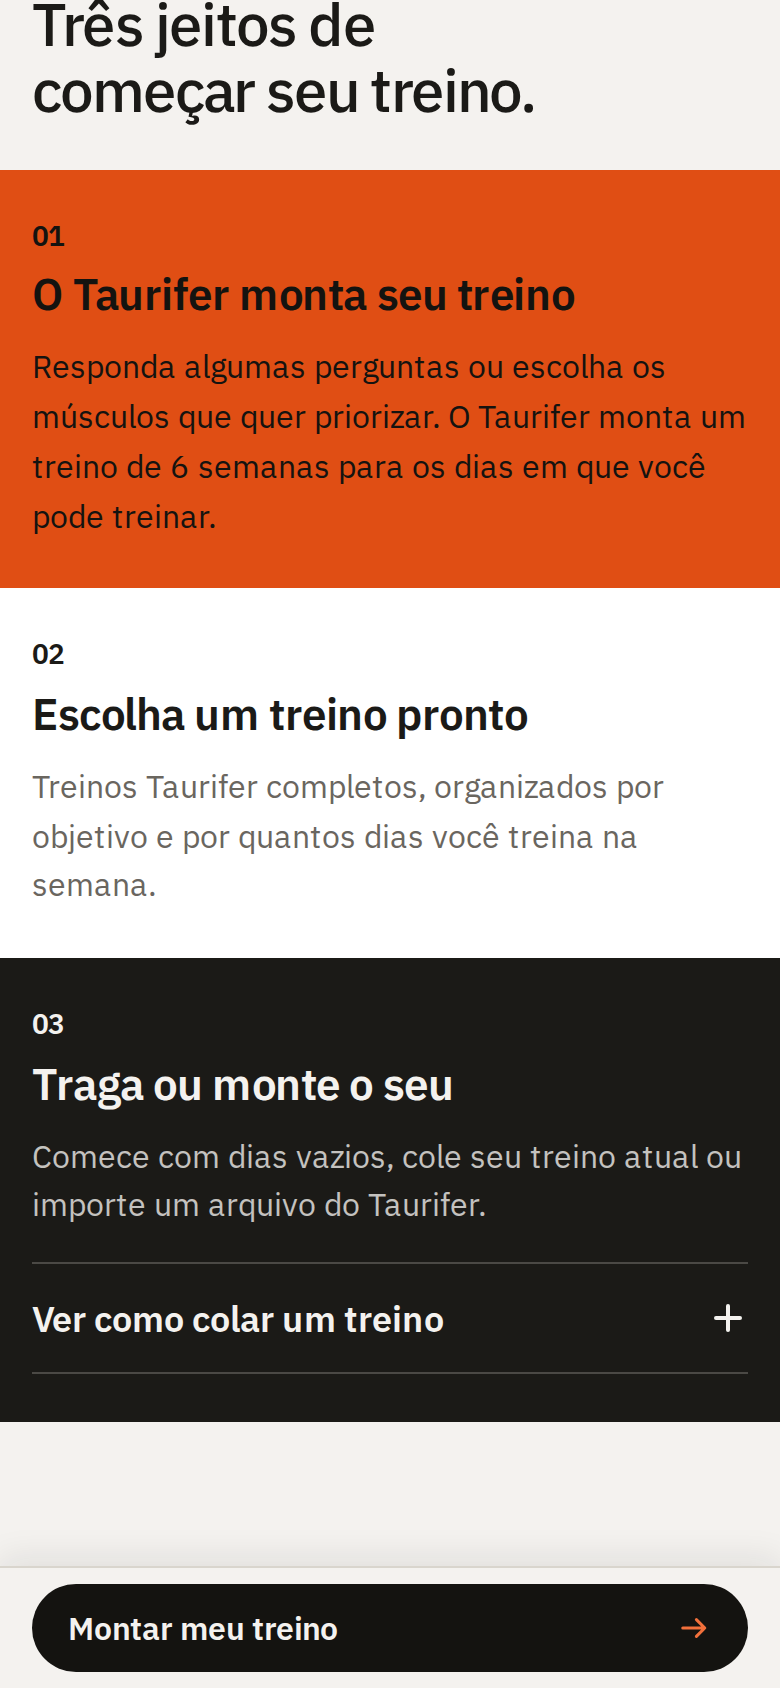 Três jeitos de
começar seu treino.
01
O Taurifer monta seu treino
Responda algumas perguntas ou escolha os
músculos que quer priorizar. O Taurifer monta um
treino de 6 semanas para os dias em que você
pode treinar.
02
Escolha um treino pronto
Treinos Taurifer completos, organizados por
objetivo e por quantos dias você treina na
semana.
03
Traga ou monte o seu
Comece com dias vazios, cole seu treino atual ou
importe um arquivo do Taurifer.
Ver como colar um treino
Montar meu treino